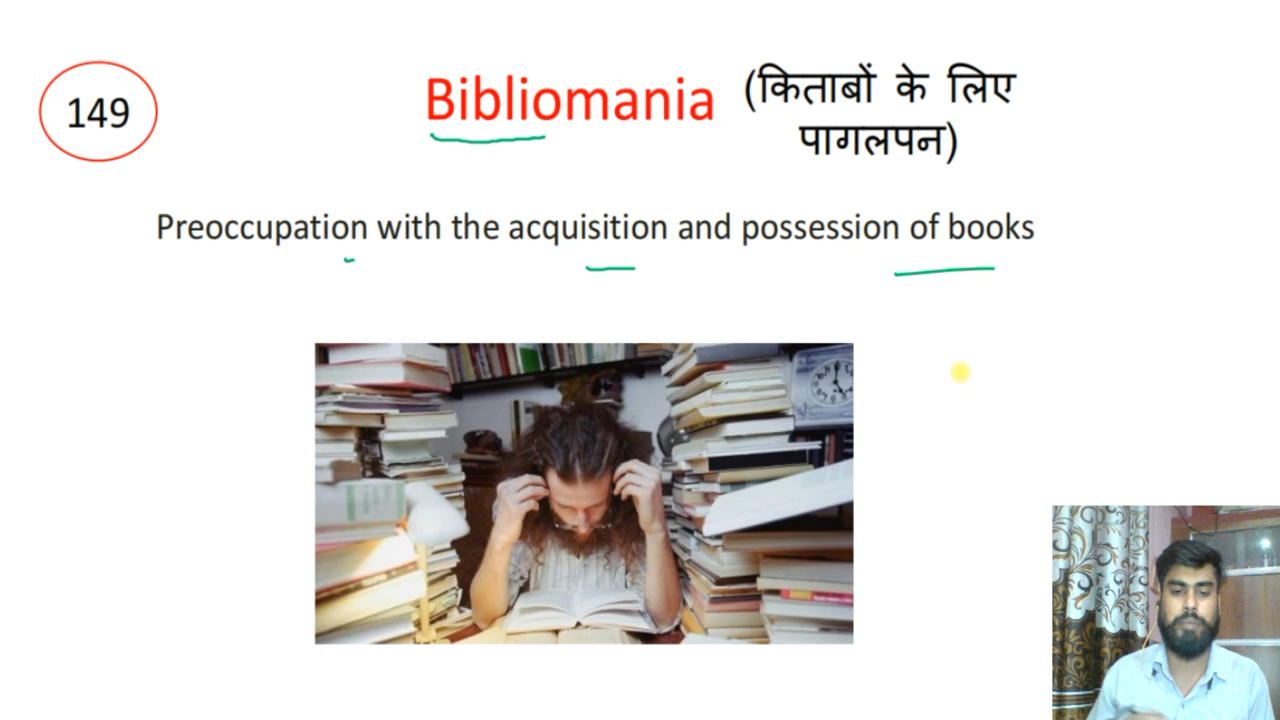 149
Bibliomania (किताबों के लिए
पागलपन)
Preoccupation with the acquisition and possession of books